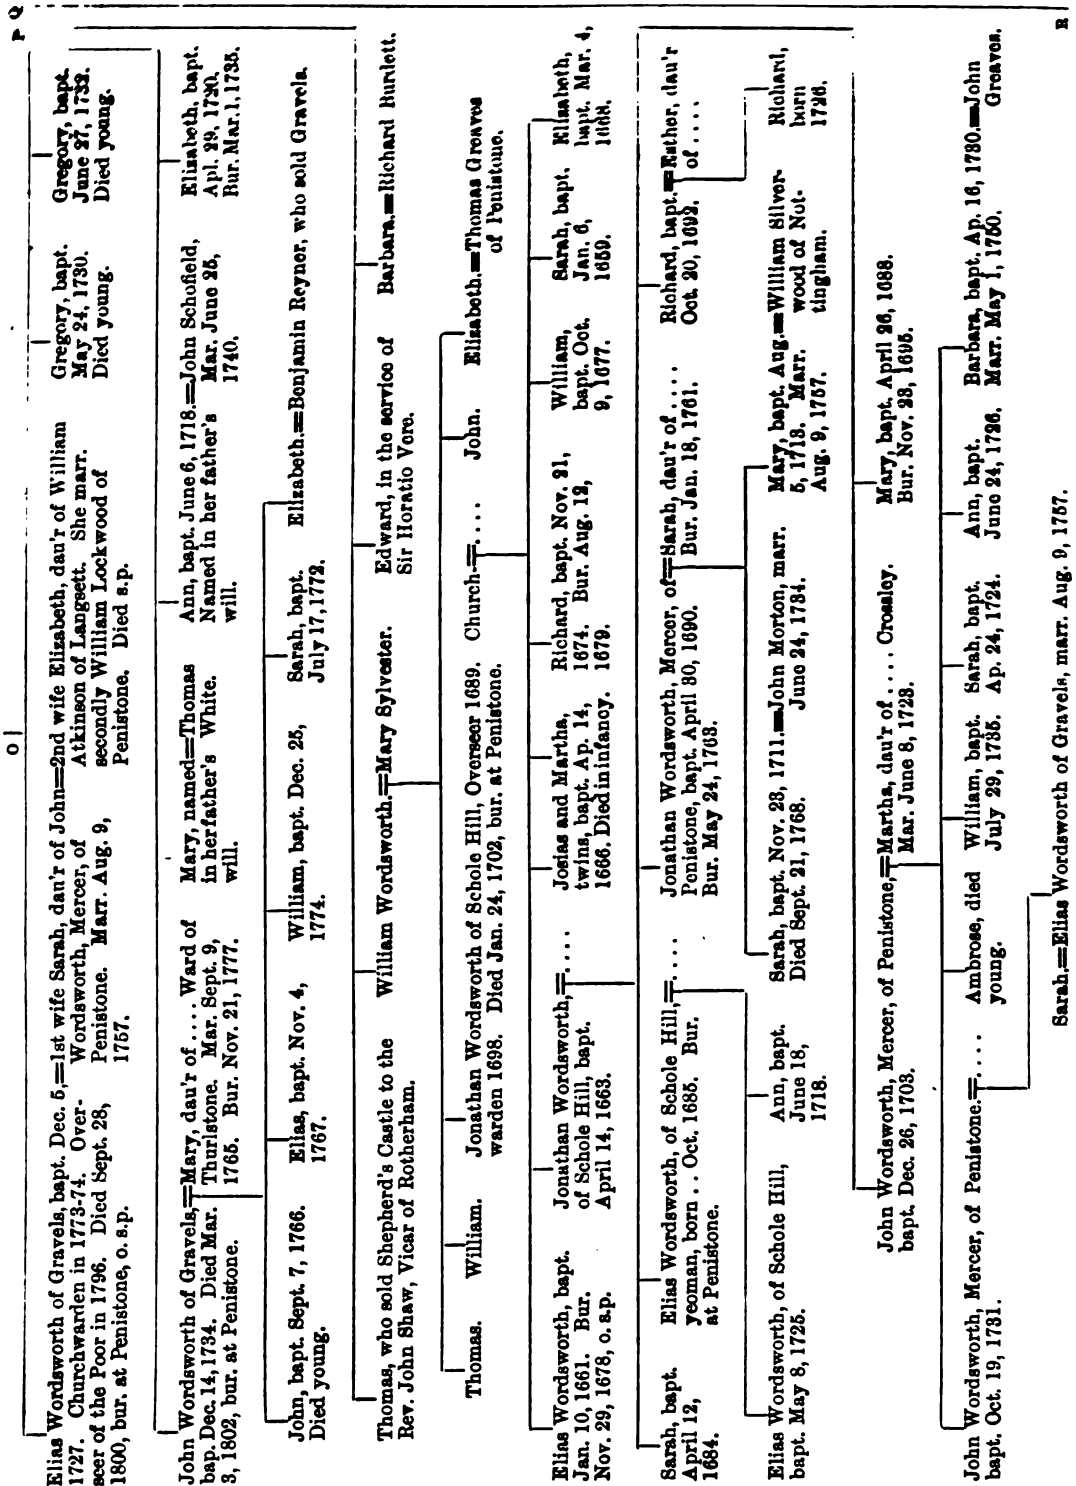 P Q
O
Elias Wordsworth of Gravels, bapt. Dec. 5,
1727. Churchwarden in 1773-74. Over-
seer of the Poor in 1796. Died Sept. 28,
1800, bur. at Penistone, o. s.p.
=1st wife Sarah, dau'r of John
Wordsworth, Mercer, of
Penistone. Marr. Aug. 9,
1757.
=2nd wife Elizabeth, dau'r of William
Atkinson of Langsett. She marr.
secondly William Lockwood of
Penistone. Died s.p.
Gregory, bapt.
May 24, 1730.
Died young.
Gregory, bapt.
June 27, 1732.
Died young.
John Wordsworth of Gravels,
bap. Dec. 14, 1734. Died Mar.
3, 1802, bur. at Penistone.
=Mary, dau'r of .... Ward of
Thurlstone. Mar. Sept. 9,
1765. Bur. Nov. 21, 1777.
Mary, named
in her father's
will.
=Thomas
White.
Ann, bapt. June 6, 1718.
Named in her father's
will.
=John Schofield,
Mar. June 25,
1740.
Elizabeth, bapt.
Apl. 29, 1720.
Bur. Mar. 1, 1735.
John, bapt. Sept. 7, 1766.
Died young.
Elias, bapt. Nov. 4,
1767.
William, bapt. Dec. 25,
1774.
Sarah, bapt.
July 17, 1772.
Elizabeth.=Benjamin Reyner, who sold Gravels.
Thomas, who sold Shepherd's Castle to the
Rev. John Shaw, Vicar of Rotherham.
William Wordsworth.=Mary Sylvester.
Edward, in the service of
Sir Horatio Vere.
Barbara.=Richard Burdett.
Thomas.
William.
Jonathan Wordsworth of Schole Hill, Overseer 1689. Church-=....
warden 1698. Died Jan. 24, 1702, bur. at Penistone.
John.
Elizabeth.=Thomas Greaves
of Penistone.
Elias Wordsworth, bapt.
Jan. 10, 1661. Bur.
Nov. 29, 1678, o. s.p.
Jonathan Wordsworth,=....
of Schole Hill, bapt.
April 14, 1663.
Josias and Martha,
twins, bapt. Ap. 14,
1666. Died in infancy.
Richard, bapt. Nov. 21,
1674. Bur. Aug. 12,
1679.
William,
bapt. Oct.
9, 1677.
Sarah, bapt.
Jan. 6,
1659.
Elizabeth,
bapt. Mar. 4,
1668.
Sarah, bapt.
April 12,
1684.
Elias Wordsworth, of Schole Hill,=....
yeoman, born .. Oct. 1685. Bur.
at Penistone.
Jonathan Wordsworth, Mercer, of
Penistone, bapt. April 30, 1690.
Bur. May 24, 1763.
=Sarah, dau'r of ....
Bur. Jan. 18, 1761.
Richard, bapt.
Oct. 20, 1692.
=Esther, dau'r
of ....
Elias Wordsworth, of Schole Hill,
bapt. May 8, 1725.
Ann, bapt.
June 18,
1718.
Sarah, bapt. Nov. 23, 1711.
Died Sept. 21, 1768.
=John Morton, marr.
June 24, 1734.
Mary, bapt. Aug.
5, 1713. Marr.
Aug. 9, 1757.
=William Silver-
wood of Not-
tingham.
Richard,
born
1726.
John Wordsworth, Mercer, of Penistone,
bapt. Dec. 26, 1703.
=Martha, dau'r of .... Crossley.
Mar. June 8, 1723.
Mary, bapt. April 26, 1688.
Bur. Nov. 23, 1695.
John Wordsworth, Mercer, of Penistone.=....
bapt. Oct. 19, 1731.
Ambrose, died
young.
William, bapt.
July 29, 1735.
Sarah, bapt.
Ap. 24, 1724.
Ann, bapt.
June 24, 1726.
Barbara, bapt. Ap. 16, 1730.=John
Marr. May 1, 1750. Greaves.
Sarah.=Elias Wordsworth of Gravels, marr. Aug. 9, 1757.
R